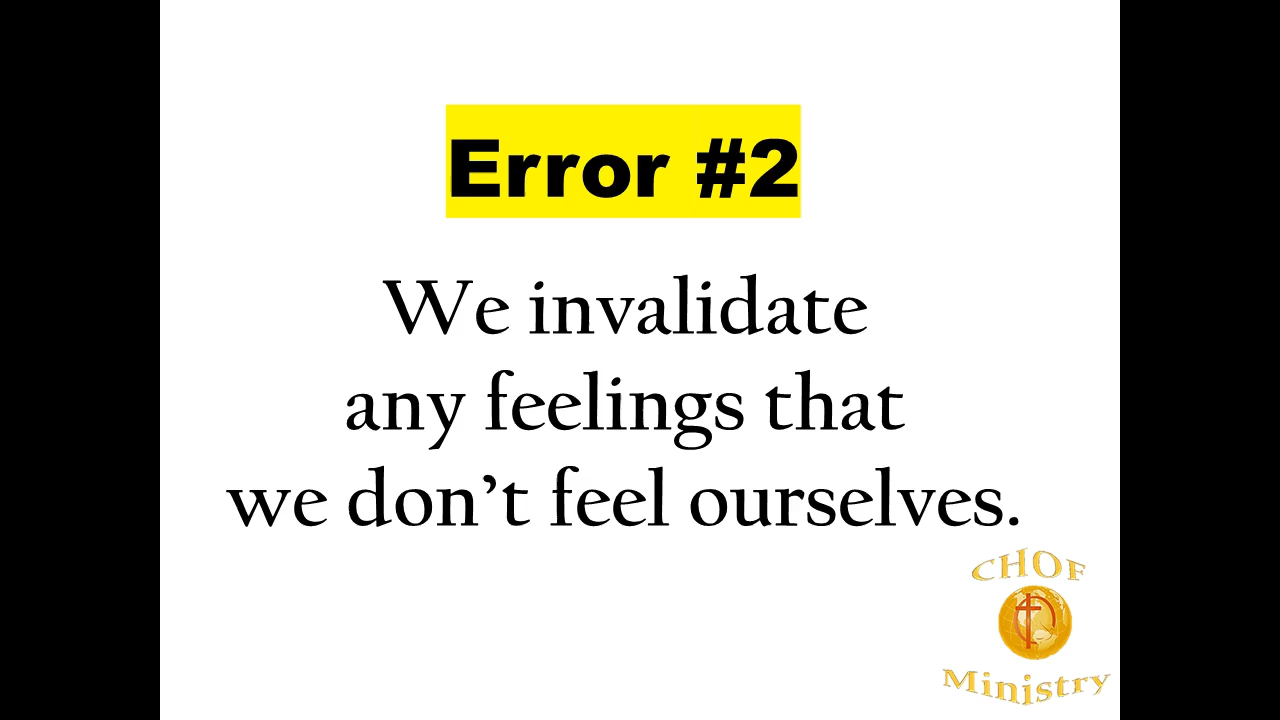 Error #2
We invalidate
any feelings that
we don’t feel ourselves.
CHOF
Ministry